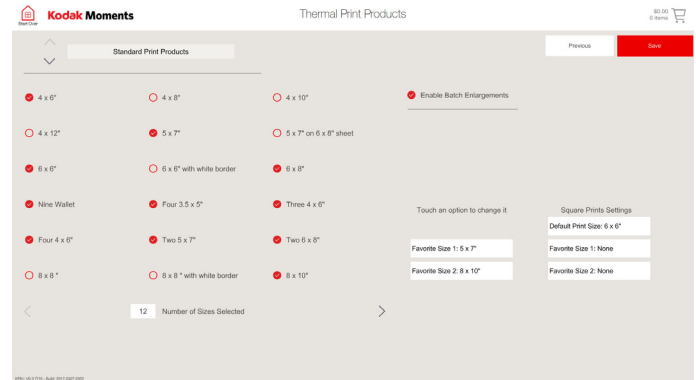 Kodak Moments
Thermal Print Products
$0.00
0 items
Start Over
Standard Print Products
Previous
Save
4 x 6"
4 x 8"
4 x 10"
Enable Batch Enlargements
4 x 12"
5 x 7"
5 x 7" on 6 x 8" sheet
6 x 6"
6 x 6" with white border
6 x 8"
Nine Wallet
Four 3.5 x 5"
Three 4 x 6"
Touch an option to change it
Square Prints Settings
Default Print Size: 6 x 6"
Four 4 x 6"
Two 5 x 7"
Two 6 x 8"
Favorite Size 1: 5 x 7"
Favorite Size 1: None
8 x 8 "
8 x 8 " with white border
8 x 10"
Favorite Size 2: 8 x 10"
Favorite Size 2: None
12
Number of Sizes Selected